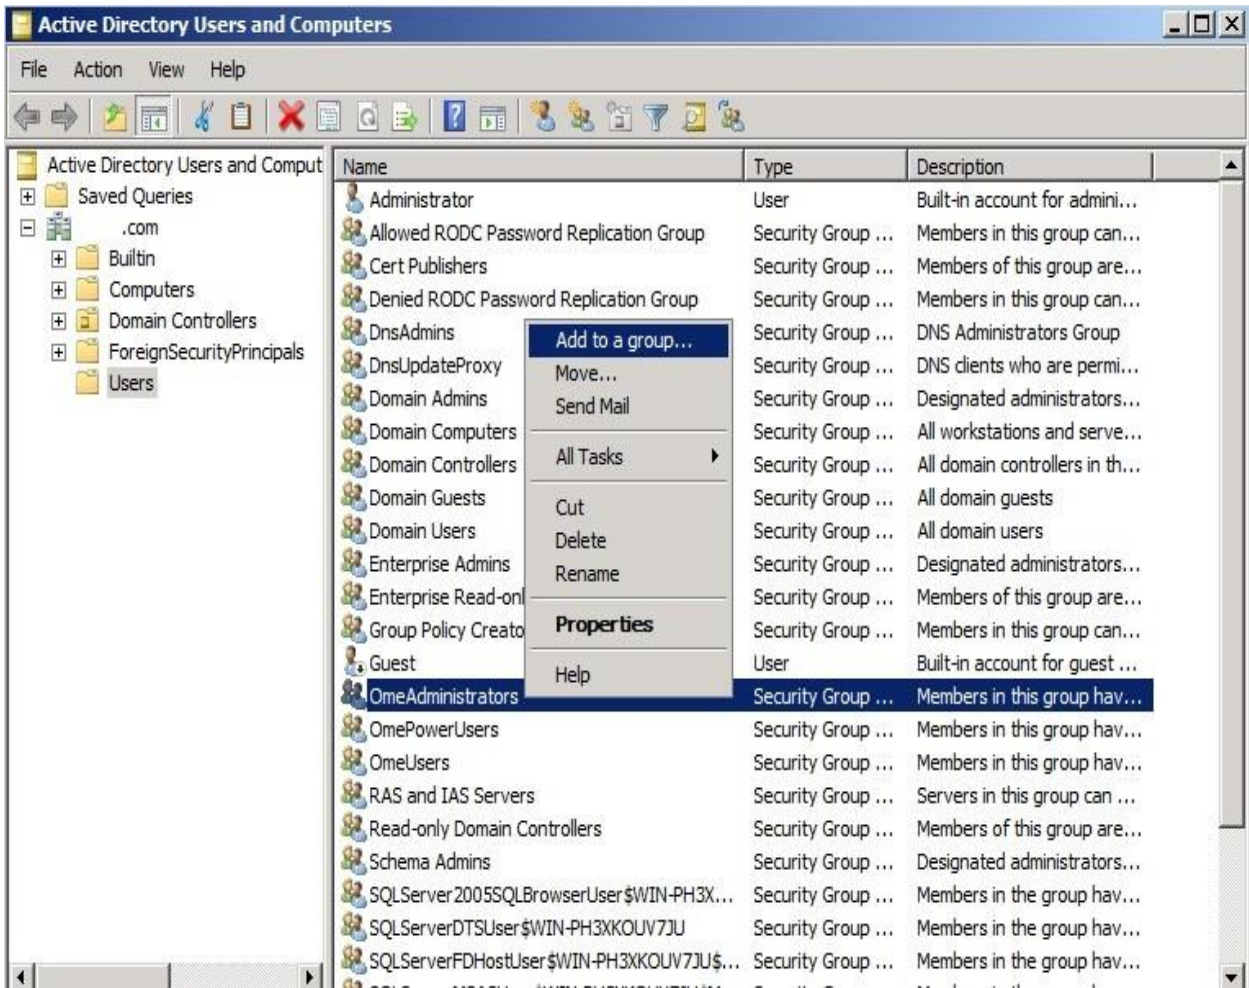 Active Directory Users and Computers
File Action View Help
Active Directory Users and Comput
Saved Queries
.com
Builtin
Computers
Domain Controllers
ForeignSecurityPrincipals
Users
Name Type Description
Administrator User Built-in account for admini...
Allowed RODC Password Replication Group Security Group ... Members in this group can...
Cert Publishers Security Group ... Members of this group are...
Denied RODC Password Replication Group Security Group ... Members in this group can...
DnsAdmins Security Group ... DNS Administrators Group
DnsUpdateProxy Security Group ... DNS clients who are permi...
Domain Admins Security Group ... Designated administrators...
Domain Computers Security Group ... All workstations and serve...
Domain Controllers Security Group ... All domain controllers in th...
Domain Guests Security Group ... All domain guests
Domain Users Security Group ... All domain users
Enterprise Admins Security Group ... Designated administrators...
Enterprise Read-onl Security Group ... Members of this group are...
Group Policy Creato Security Group ... Members in this group can...
Guest User Built-in account for guest ...
OmeAdministrators Security Group ... Members in this group hav...
OmePowerUsers Security Group ... Members in this group hav...
OmeUsers Security Group ... Members in this group hav...
RAS and IAS Servers Security Group ... Servers in this group can ...
Read-only Domain Controllers Security Group ... Members of this group are...
Schema Admins Security Group ... Designated administrators...
SQLServer2005SQLBrowserUser$WIN-PH3X... Security Group ... Members in the group hav...
SQLServerDTSUser$WIN-PH3XKOUV7JU Security Group ... Members in the group hav...
SQLServerFDHostUser$WIN-PH3XKOUV7JU$... Security Group ... Members in the group hav...
Add to a group...
Move...
Send Mail
All Tasks
Cut
Delete
Rename
Properties
Help